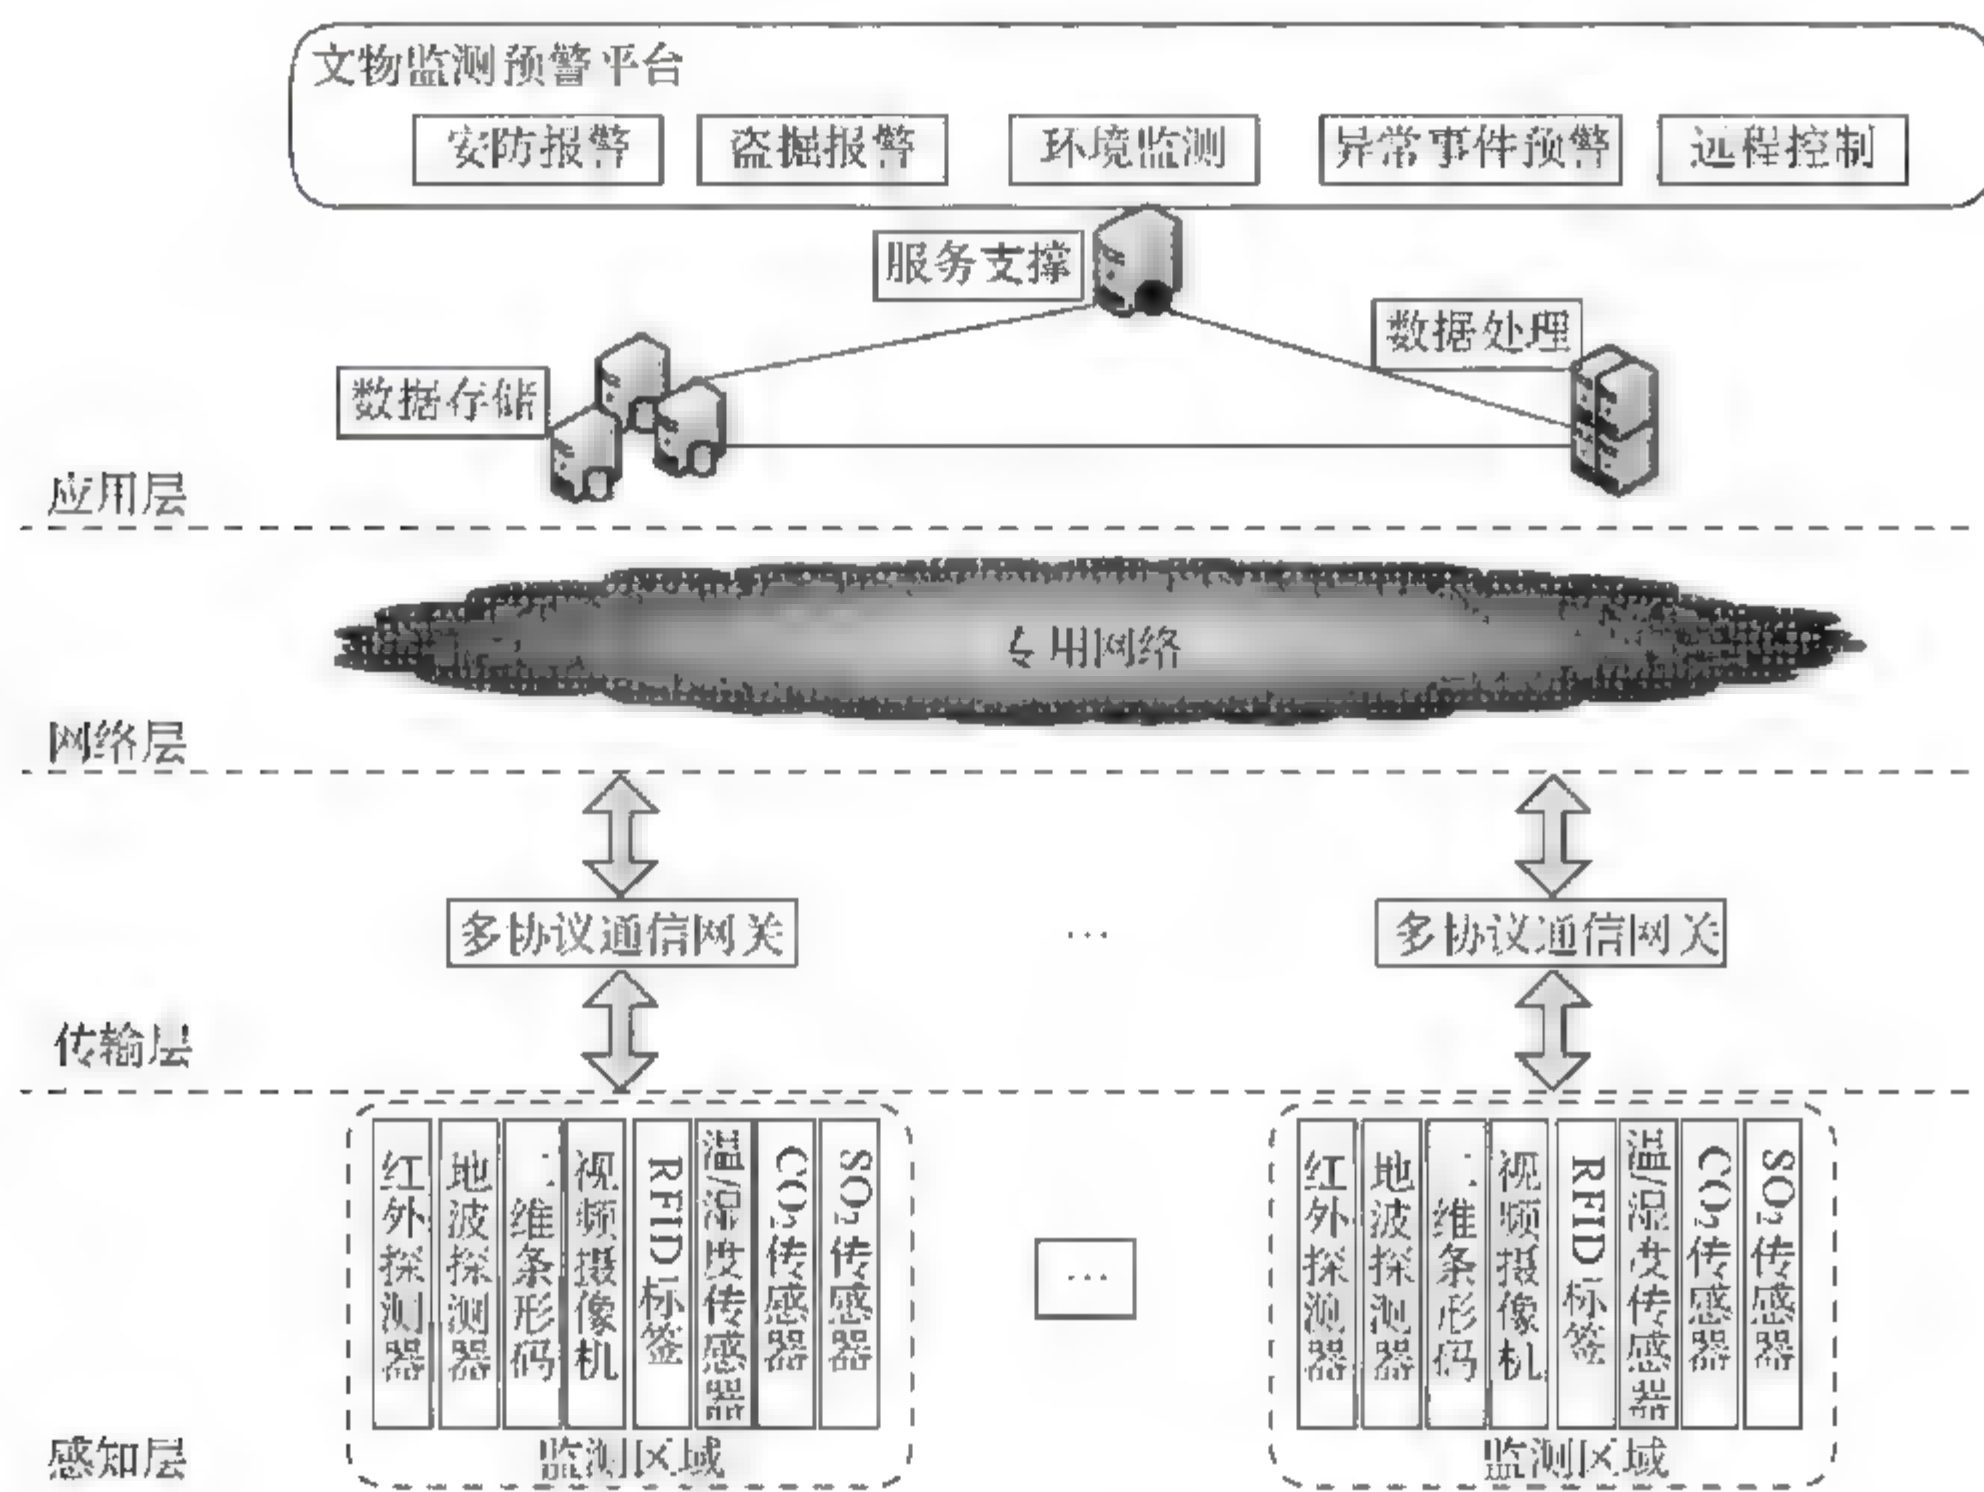 文物监测预警平台
安防报警
盗掘报警
环境监测
异常事件预警
远程控制
服务支撑
数据处理
数据存储
应用层
专用网络
网络层
多协议通信网关
…
多协议通信网关
传输层
红外探测器
地波探测器
二维条形码
视频摄像机
RFID标签
温/湿度传感器
CO₂传感器
SO₂传感器
…
红外探测器
地波探测器
二维条形码
视频摄像机
RFID标签
温/湿度传感器
CO₂传感器
SO₂传感器
监测区域
监测区域
感知层